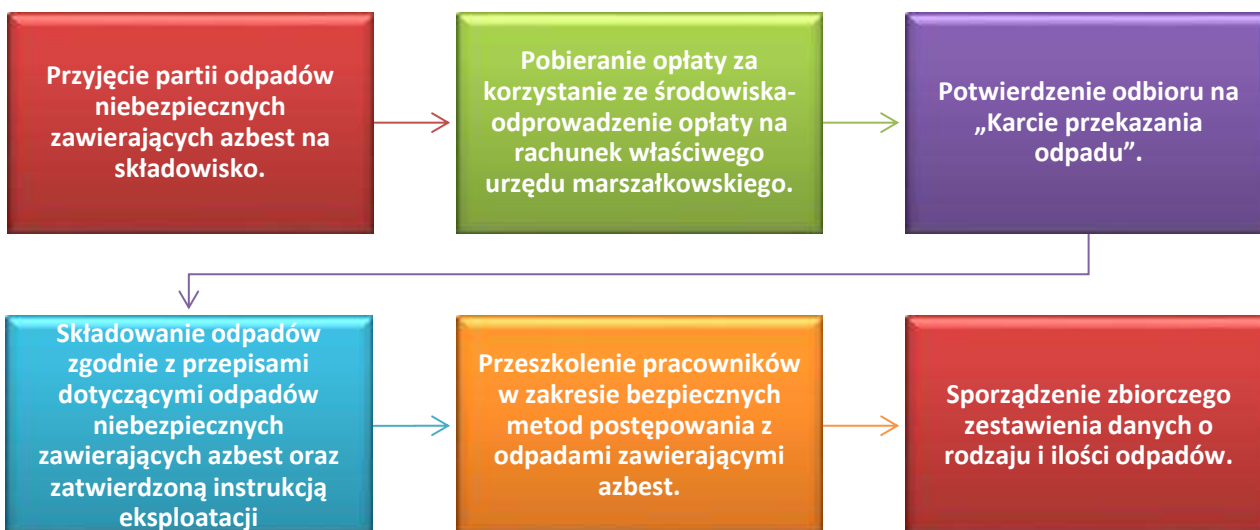 Przyjęcie partii odpadów
niebezpiecznych
zawierających azbest na
składowisko.
Pobieranie opłaty za
korzystanie ze środowiska-
odprowadzenie opłaty na
rachunek właściwego
urzędu marszałkowskiego.
Potwierdzenie odbioru na
„Karcie przekazania
odpadu”.
Składowanie odpadów
zgodnie z przepisami
dotyczącymi odpadów
niebezpiecznych
zawierających azbest oraz
zatwierdzoną instrukcją
eksploatacji
Przeszkolenie pracowników
w zakresie bezpiecznych
metod postępowania z
odpadami zawierającymi
azbest.
Sporządzenie zbiorczego
zestawienia danych o
rodzaju i ilości odpadów.